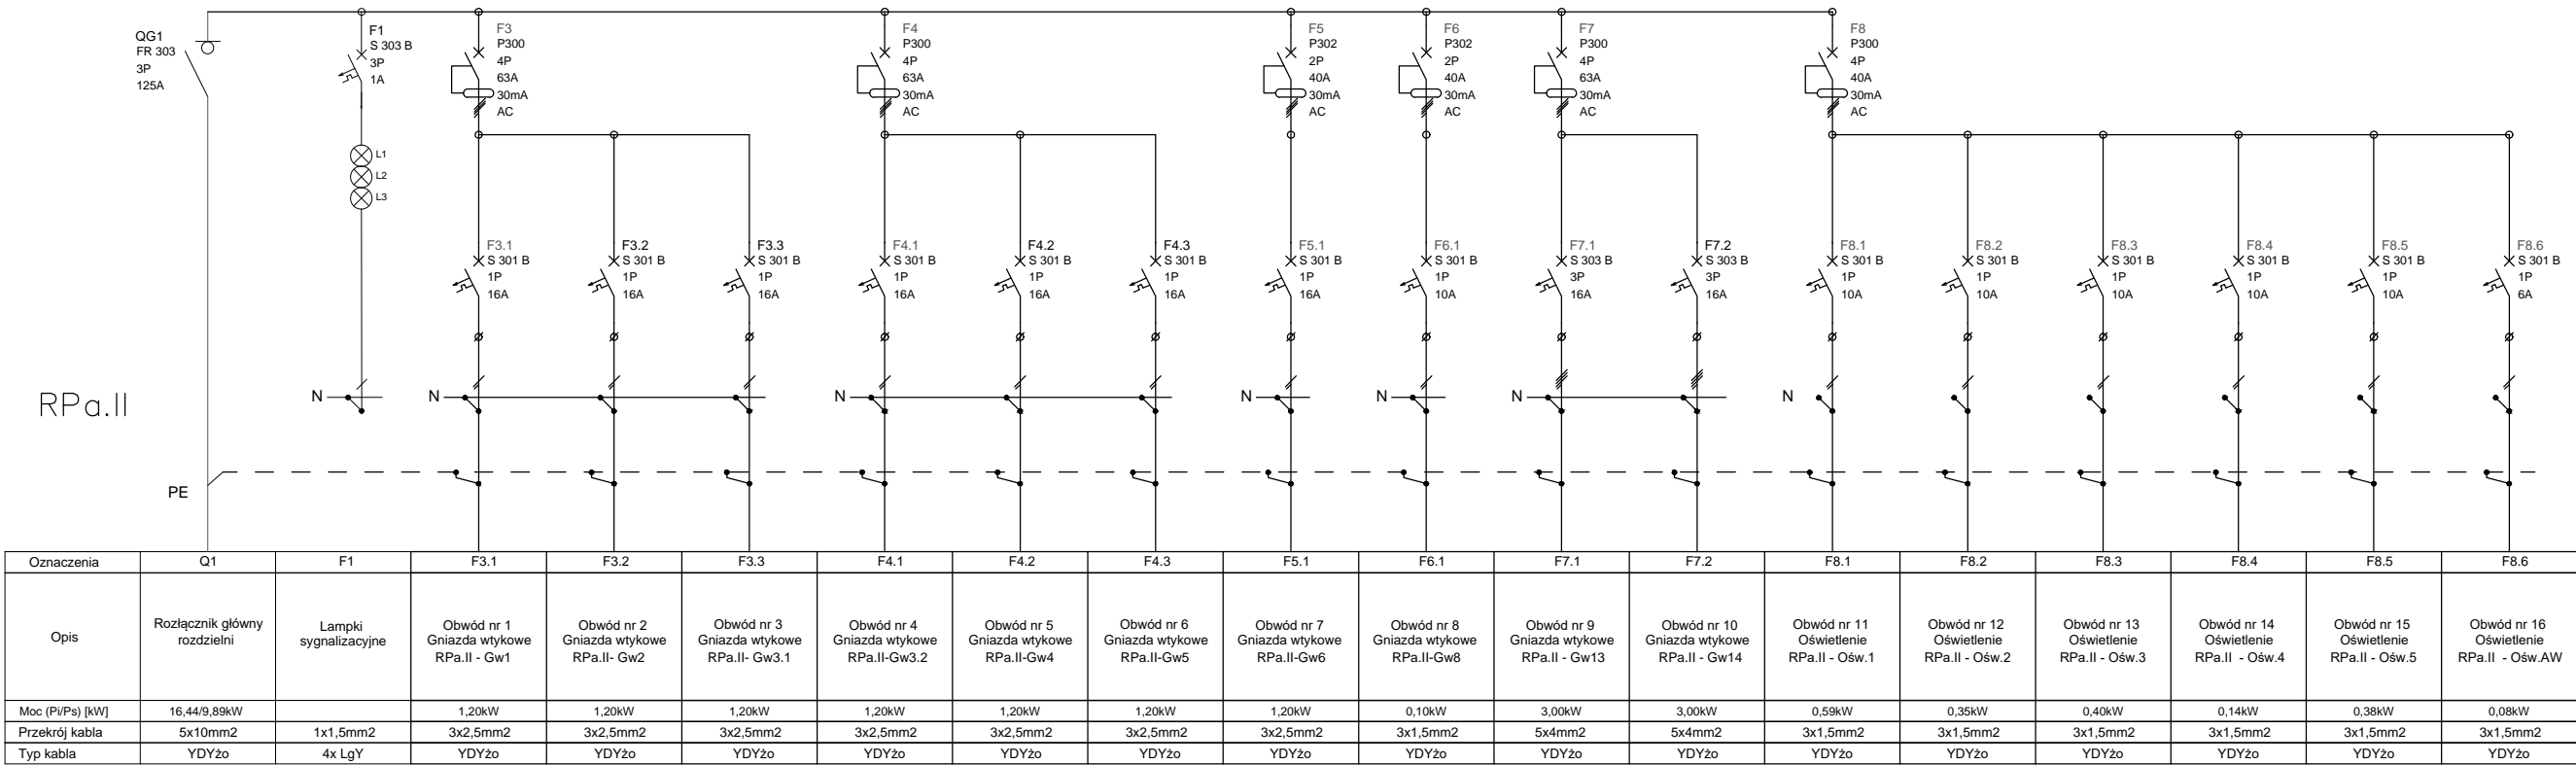 QG1
FR 303
3P
125A
F1
S 303 B
3P
1A
L1
L2
L3
F3
P300
4P
63A
30mA
AC
F4
P300
4P
63A
30mA
AC
F5
P302
2P
40A
30mA
AC
F6
P302
2P
40A
30mA
AC
F7
P300
4P
63A
30mA
AC
F8
P300
4P
40A
30mA
AC
F3.1
S 301 B
1P
16A
F3.2
S 301 B
1P
16A
F3.3
S 301 B
1P
16A
F4.1
S 301 B
1P
16A
F4.2
S 301 B
1P
16A
F4.3
S 301 B
1P
16A
F5.1
S 301 B
1P
16A
F6.1
S 301 B
1P
10A
F7.1
S 303 B
3P
16A
F7.2
S 303 B
3P
16A
F8.1
S 301 B
1P
10A
F8.2
S 301 B
1P
10A
F8.3
S 301 B
1P
10A
F8.4
S 301 B
1P
10A
F8.5
S 301 B
1P
10A
F8.6
S 301 B
1P
6A
RPa.II
N N N N N N N
PE
Oznaczenia Q1 F1 F3.1 F3.2 F3.3 F4.1 F4.2 F4.3 F5.1 F6.1 F7.1 F7.2 F8.1 F8.2 F8.3 F8.4 F8.5 F8.6
Opis
Rozłącznik główny
rozdzielni
Lampki
sygnalizacyjne
Obwód nr 1
Gniazda wtykowe
RPa.II - Gw1
Obwód nr 2
Gniazda wtykowe
RPa.II- Gw2
Obwód nr 3
Gniazda wtykowe
RPa.II- Gw3.1
Obwód nr 4
Gniazda wtykowe
RPa.II-Gw3.2
Obwód nr 5
Gniazda wtykowe
RPa.II-Gw4
Obwód nr 6
Gniazda wtykowe
RPa.II-Gw5
Obwód nr 7
Gniazda wtykowe
RPa.II-Gw6
Obwód nr 8
Gniazda wtykowe
RPa.II-Gw8
Obwód nr 9
Gniazda wtykowe
RPa.II - Gw13
Obwód nr 10
Gniazda wtykowe
RPa.II - Gw14
Obwód nr 11
Oświetlenie
RPa.II - Ośw.1
Obwód nr 12
Oświetlenie
RPa.II - Ośw.2
Obwód nr 13
Oświetlenie
RPa.II - Ośw.3
Obwód nr 14
Oświetlenie
RPa.II - Ośw.4
Obwód nr 15
Oświetlenie
RPa.II - Ośw.5
Obwód nr 16
Oświetlenie
RPa.II - Ośw.AW
Moc (Pi/Ps) [kW] 16,44/9,89kW 1,20kW 1,20kW 1,20kW 1,20kW 1,20kW 1,20kW 1,20kW 0,10kW 3,00kW 3,00kW 0,59kW 0,35kW 0,40kW 0,14kW 0,38kW 0,08kW
Przekrój kabla 5x10mm2 1x1,5mm2 3x2,5mm2 3x2,5mm2 3x2,5mm2 3x2,5mm2 3x2,5mm2 3x2,5mm2 3x2,5mm2 3x1,5mm2 5x4mm2 5x4mm2 3x1,5mm2 3x1,5mm2 3x1,5mm2 3x1,5mm2 3x1,5mm2 3x1,5mm2
Typ kabla YDYżo 4x LgY YDYżo YDYżo YDYżo YDYżo YDYżo YDYżo YDYżo YDYżo YDYżo YDYżo YDYżo YDYżo YDYżo YDYżo YDYżo YDYżo